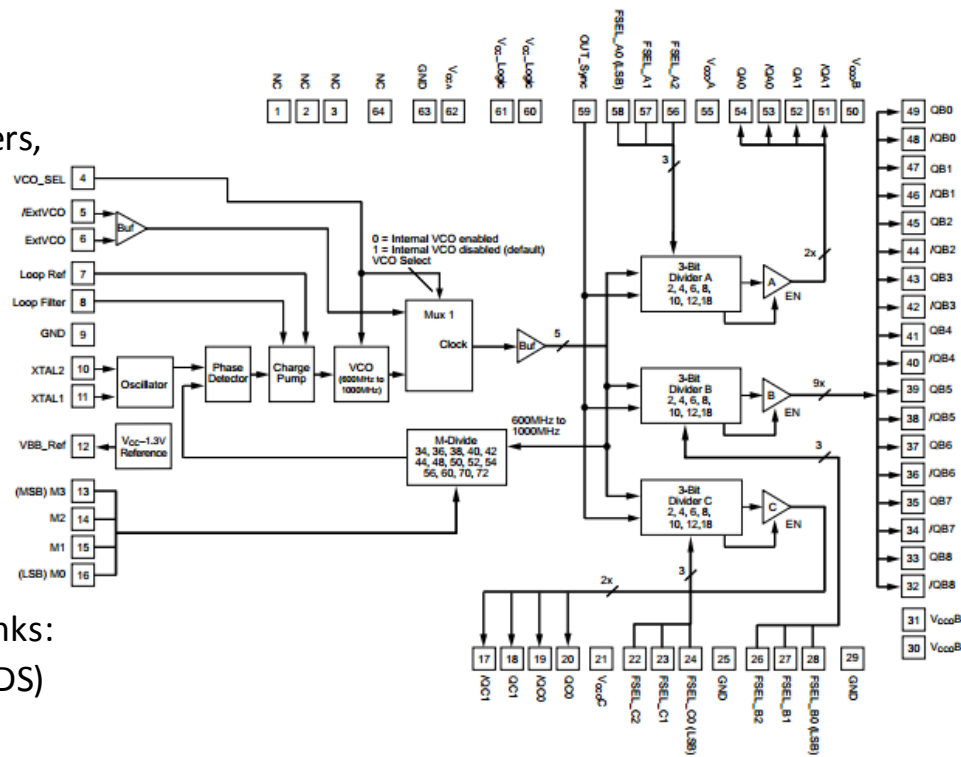 ers,
nks:
DS)
NC
NC
NC
NC
GND
VCCA
VCC_Logic
VCC_Logic
OUT_Sync
FSEL_A0 (LSB)
FSEL_A1
FSEL_A2
VCCOA
QA0
/QA0
QA1
/QA1
VCCOB
1
2
3
64
63
62
61
60
59
58
57
56
55
54
53
52
51
50
VCO_SEL 4
/ExtVCO 5
ExtVCO 6
Buf
Loop Ref 7
Loop Filter 8
GND 9
XTAL2 10
XTAL1 11
VBB_Ref 12
(MSB) M3 13
M2 14
M1 15
(LSB) M0 16
Oscillator
Phase
Detector
Charge
Pump
VCO
(600MHz to
1000MHz)
0 = Internal VCO enabled
1 = Internal VCO disabled (default)
VCO Select
Mux 1
Clock
Buf
5
VCC–1.3V
Reference
M-Divide
34, 36, 38, 40, 42
44, 48, 50, 52, 54
56, 60, 70, 72
600MHz to
1000MHz
3
3-Bit
Divider A
2, 4, 6, 8,
10, 12,18
A
EN
2x
3-Bit
Divider B
2, 4, 6, 8,
10, 12,18
B
EN
9x
3
3-Bit
Divider C
2, 4, 6, 8,
10, 12,18
C
EN
3
2x
49 QB0
48 /QB0
47 QB1
46 /QB1
45 QB2
44 /QB2
43 QB3
42 /QB3
41 QB4
40 /QB4
39 QB5
38 /QB5
37 QB6
36 /QB6
35 QB7
34 /QB7
33 QB8
32 /QB8
31 VCCOB
30 VCCOB
17
18
19
20
21
22
23
24
25
26
27
28
29
/QC1
QC1
/QC0
QC0
VCCOC
FSEL_C2
FSEL_C1
FSEL_C0 (LSB)
GND
FSEL_B2
FSEL_B1
FSEL_B0 (LSB)
GND